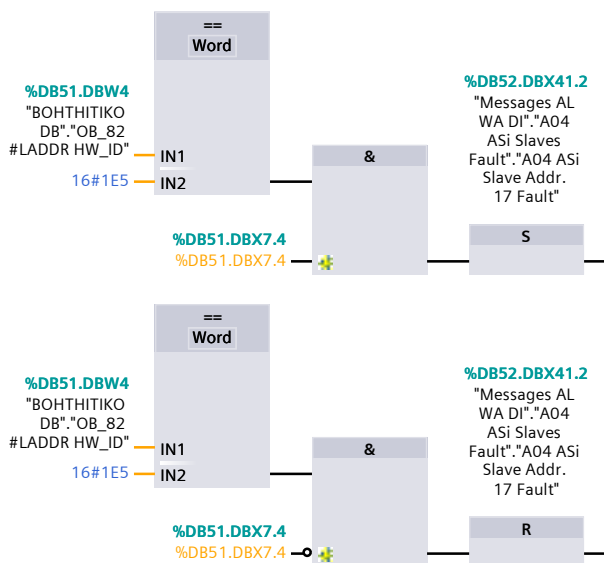 ==
Word
%DB51.DBW4
"BOHTHITIKO
DB"."OB_82
#LADDR HW_ID"
IN1
16#1E5
IN2
&
%DB51.DBX7.4
%DB51.DBX7.4
%DB52.DBX41.2
"Messages AL
WA DI"."A04
ASi Slaves
Fault"."A04 ASi
Slave Addr.
17 Fault"
S
==
Word
%DB51.DBW4
"BOHTHITIKO
DB"."OB_82
#LADDR HW_ID"
IN1
16#1E5
IN2
&
%DB51.DBX7.4
%DB51.DBX7.4
%DB52.DBX41.2
"Messages AL
WA DI"."A04
ASi Slaves
Fault"."A04 ASi
Slave Addr.
17 Fault"
R